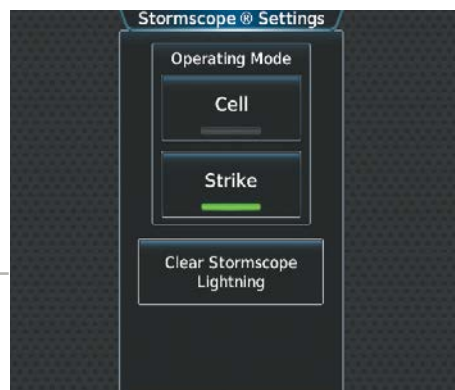 Stormscope ® Settings
Operating Mode
Cell
Strike
Clear Stormscope
Lightning